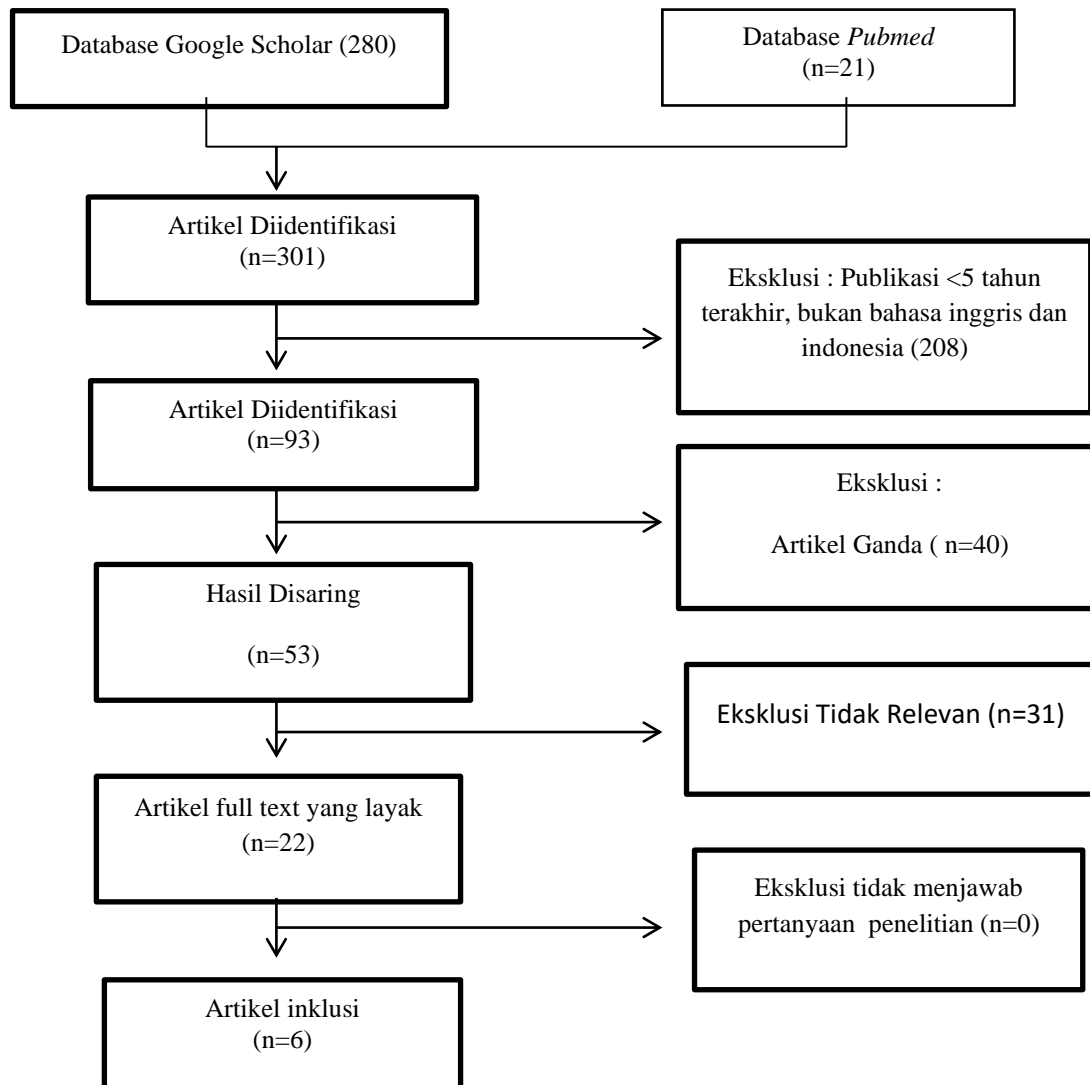 Database Google Scholar (280)
Database Pubmed
(n=21)
Artikel Diidentifikasi
(n=301)
Eksklusi : Publikasi <5 tahun
terakhir, bukan bahasa inggris dan
indonesia (208)
Artikel Diidentifikasi
(n=93)
Eksklusi :
Artikel Ganda ( n=40)
Hasil Disaring
(n=53)
Eksklusi Tidak Relevan (n=31)
Artikel full text yang layak
(n=22)
Eksklusi tidak menjawab
pertanyaan  penelitian (n=0)
Artikel inklusi
(n=6)